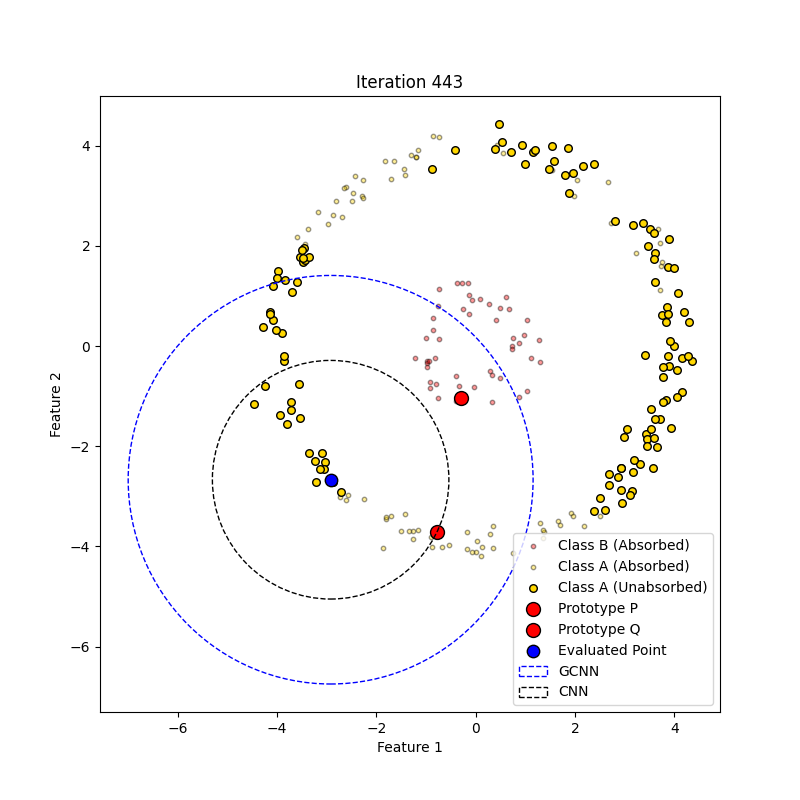 Iteration 443
Feature 2
4
2
0
−2
−4
−6
−6
−4
−2
0
2
4
Feature 1
Class B (Absorbed)
Class A (Absorbed)
Class A (Unabsorbed)
Prototype P
Prototype Q
Evaluated Point
GCNN
CNN